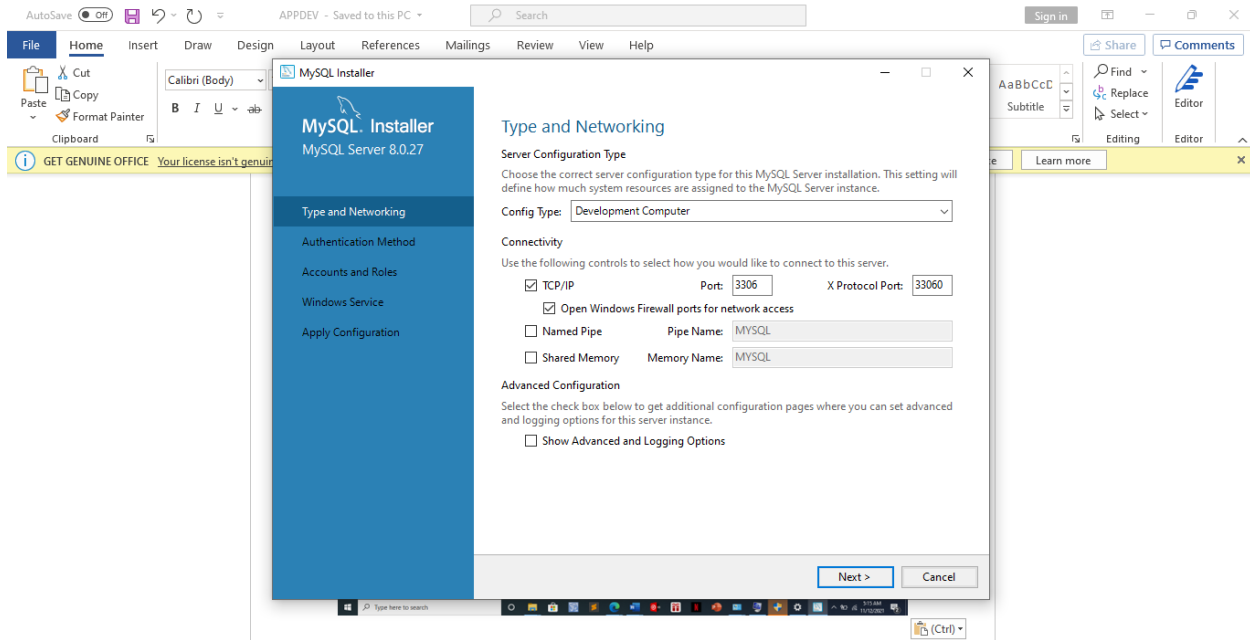 AutoSave Off APPDEV - Saved to this PC Search Sign in
File Home Insert Draw Design Layout References Mailings Review View Help Share Comments
Paste
Cut
Copy
Format Painter
Clipboard
Calibri (Body)
B I U ab
AaBbCcD
Subtitle
Find
Replace
Select
Editing
Editor
Editor
GET GENUINE OFFICE Your license isn't genuin
Learn more
MySQL Installer
MySQL. Installer
MySQL Server 8.0.27
Type and Networking
Authentication Method
Accounts and Roles
Windows Service
Apply Configuration
Type and Networking
Server Configuration Type
Choose the correct server configuration type for this MySQL Server installation. This setting will
define how much system resources are assigned to the MySQL Server instance.
Config Type: Development Computer
Connectivity
Use the following controls to select how you would like to connect to this server.
TCP/IP Port: 3306 X Protocol Port: 33060
Open Windows Firewall ports for network access
Named Pipe Pipe Name: MYSQL
Shared Memory Memory Name: MYSQL
Advanced Configuration
Select the check box below to get additional configuration pages where you can set advanced
and logging options for this server instance.
Show Advanced and Logging Options
Next > Cancel
Type here to search
3:15 AM
11/12/2021
(Ctrl)